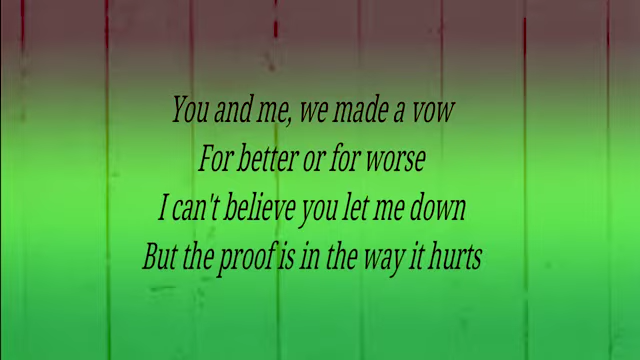 You and me, we made a vow
For better or for worse
I can't believe you let me down
But the proof is in the way it hurts